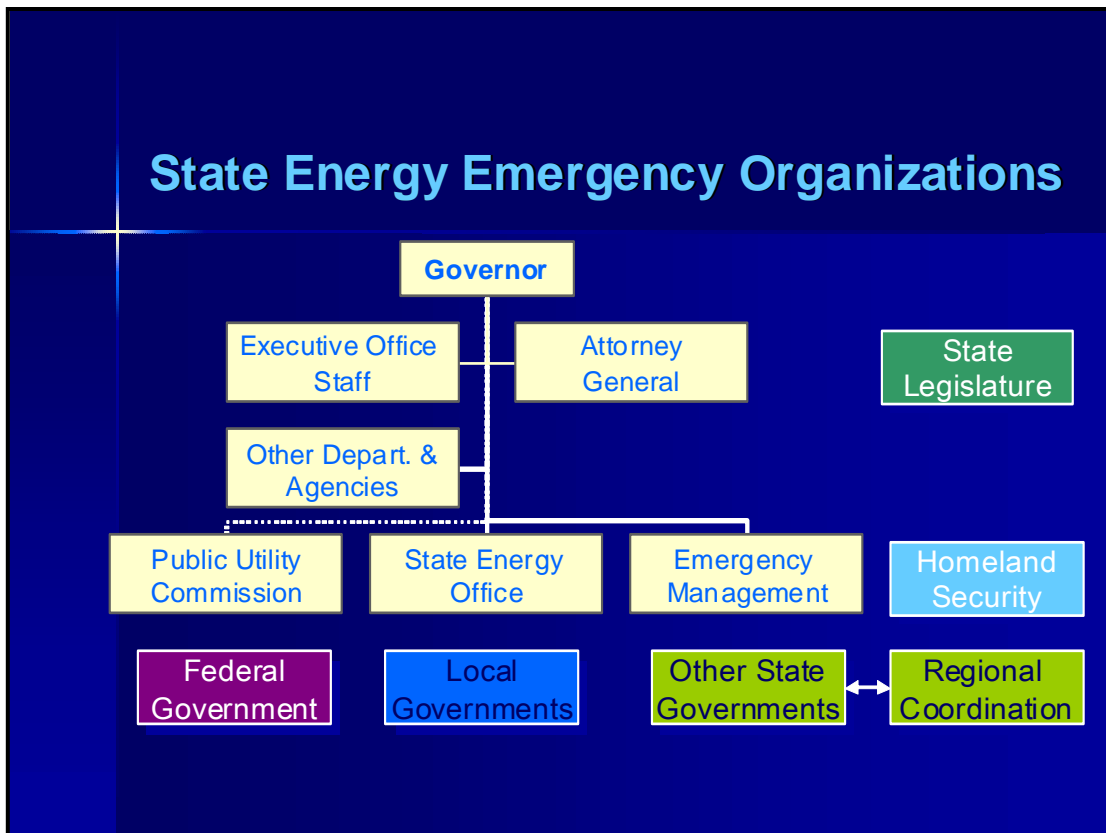 State Energy Emergency Organizations
Governor
Executive Office
Staff
Attorney
General
State
Legislature
Other Depart. &
Agencies
Public Utility
Commission
State Energy
Office
Emergency
Management
Homeland
Security
Federal
Government
Local
Governments
Other State
Governments
Regional
Coordination